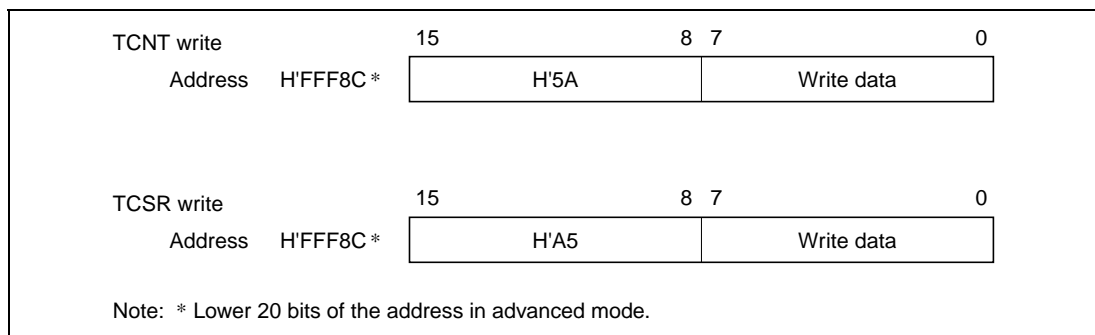 TCNT write 15 8 7 0
Address H'FFF8C * H'5A Write data
TCSR write 15 8 7 0
Address H'FFF8C * H'A5 Write data
Note: * Lower 20 bits of the address in advanced mode.